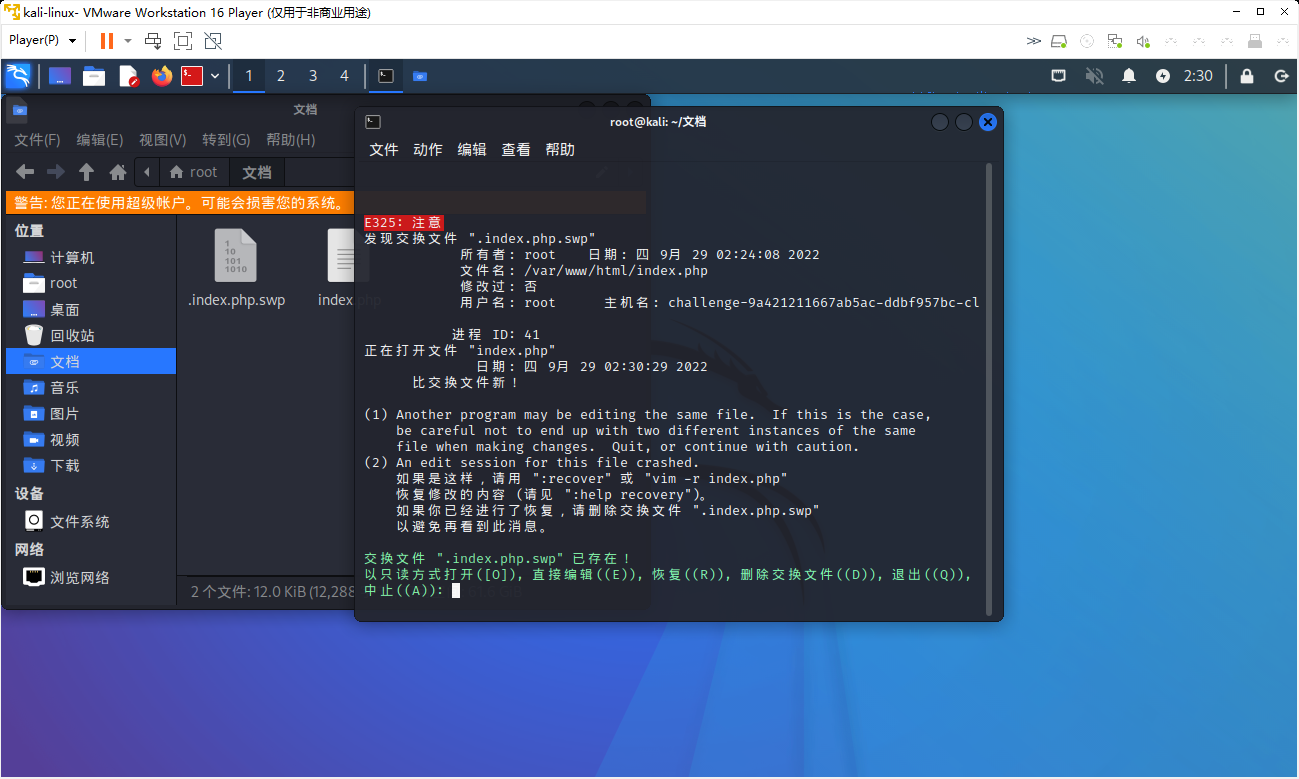 kali-linux- VMware Workstation 16 Player (仅用于非商业用途)
Player(P)
1 2 3 4
2:30
文档
文件(F) 编辑(E) 视图(V) 转到(G) 帮助(H)
root 文档
警告: 您正在使用超级帐户。可能会损害您的系统。
位置
计算机
root
桌面
回收站
文档
音乐
图片
视频
下载
设备
文件系统
网络
浏览网络
.index.php.swp
index.php
2 个文件: 12.0 KiB (12,288
root@kali: ~/文档
文件 动作 编辑 查看 帮助
E325: 注意
发现交换文件 ".index.php.swp"
所有者: root 日期: 四 9月 29 02:24:08 2022
文件名: /var/www/html/index.php
修改过: 否
用户名: root 主机名: challenge-9a421211667ab5ac-ddbf957bc-cl
进程 ID: 41
正在打开文件 "index.php"
日期: 四 9月 29 02:30:29 2022
比交换文件新！
(1) Another program may be editing the same file. If this is the case,
be careful not to end up with two different instances of the same
file when making changes. Quit, or continue with caution.
(2) An edit session for this file crashed.
如果是这样，请用 ":recover" 或 "vim -r index.php"
恢复修改的内容 (请见 ":help recovery")。
如果你已经进行了恢复，请删除交换文件 ".index.php.swp"
以避免再看到此消息。
交换文件 ".index.php.swp" 已存在！
以只读方式打开([O]), 直接编辑((E)), 恢复((R)), 删除交换文件((D)), 退出((Q)),
中止((A)):